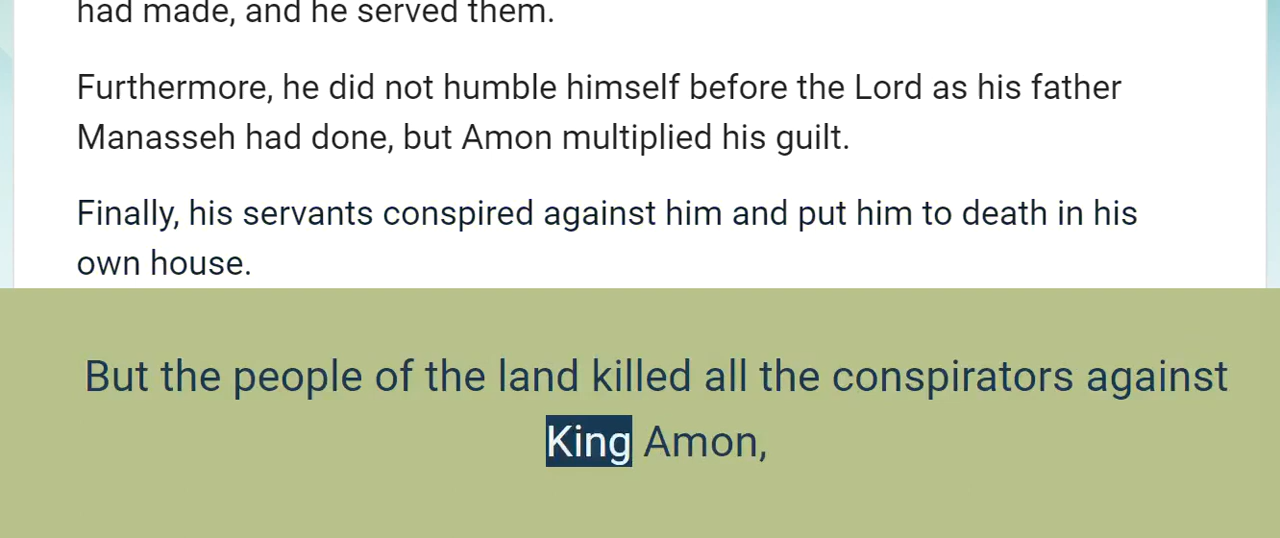 had made, and he served them.
Furthermore, he did not humble himself before the Lord as his father
Manasseh had done, but Amon multiplied his guilt.
Finally, his servants conspired against him and put him to death in his
own house.
But the people of the land killed all the conspirators against
King Amon,